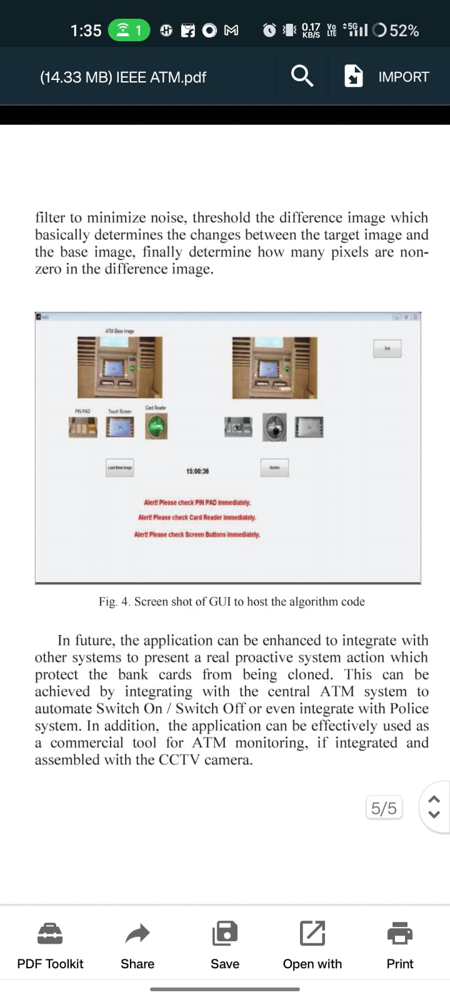 1:35
1
0.17 KB/S
Vo LTE
5G
52%
(14.33 MB) IEEE ATM.pdf
IMPORT
filter to minimize noise, threshold the difference image which
basically determines the changes between the target image and
the base image, finally determine how many pixels are non-
zero in the difference image.
ATM Base Image
Exit
PIN PAD
Touch Screen
Card Reader
Load Base Image
15:00:36
Monitor
Alert! Please check PIN PAD immediately.
Alert! Please check Card Reader immediately.
Alert! Please check Screen Buttons immediately.
Fig. 4. Screen shot of GUI to host the algorithm code
In future, the application can be enhanced to integrate with
other systems to present a real proactive system action which
protect the bank cards from being cloned. This can be
achieved by integrating with the central ATM system to
automate Switch On / Switch Off or even integrate with Police
system. In addition, the application can be effectively used as
a commercial tool for ATM monitoring, if integrated and
assembled with the CCTV camera.
5/5
PDF Toolkit
Share
Save
Open with
Print